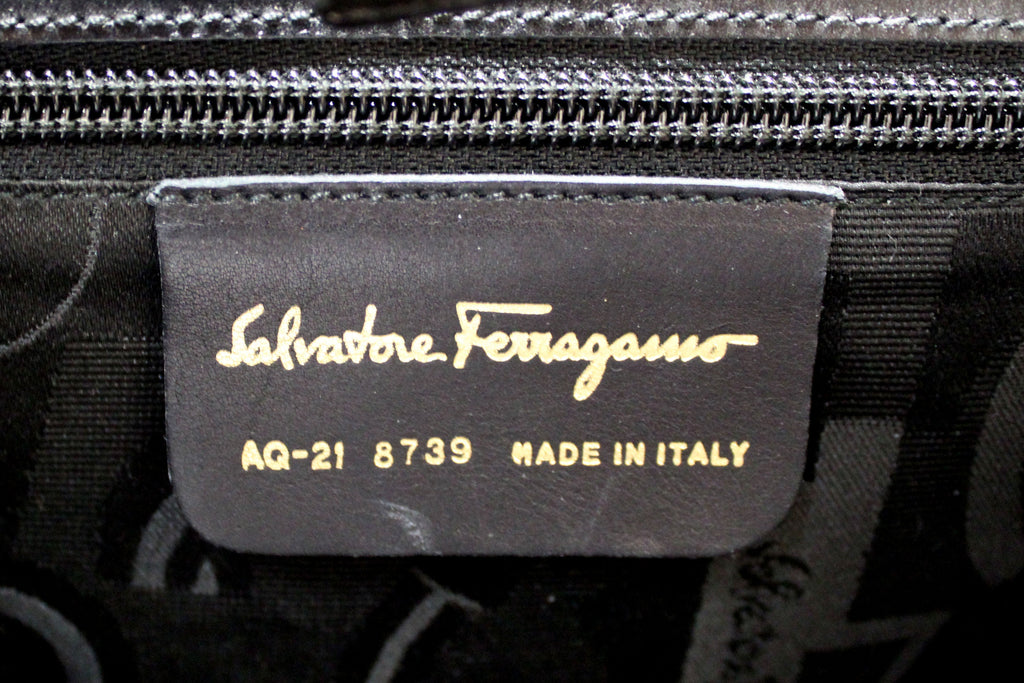 Salvatore Ferragamo
AQ-21 8739 MADE IN ITALY